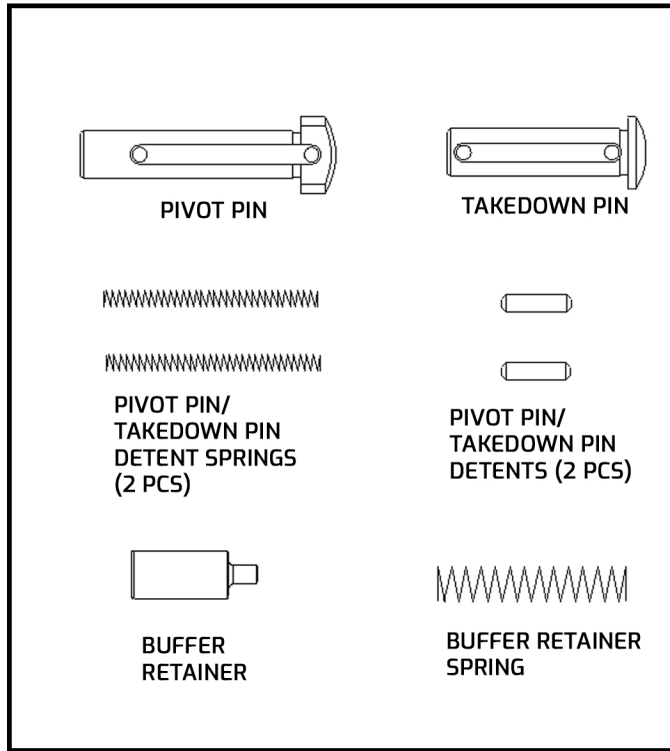 PIVOT PIN
TAKEDOWN PIN
PIVOT PIN/
TAKEDOWN PIN
DETENT SPRINGS
(2 PCS)
PIVOT PIN/
TAKEDOWN PIN
DETENTS (2 PCS)
BUFFER
RETAINER
BUFFER RETAINER
SPRING